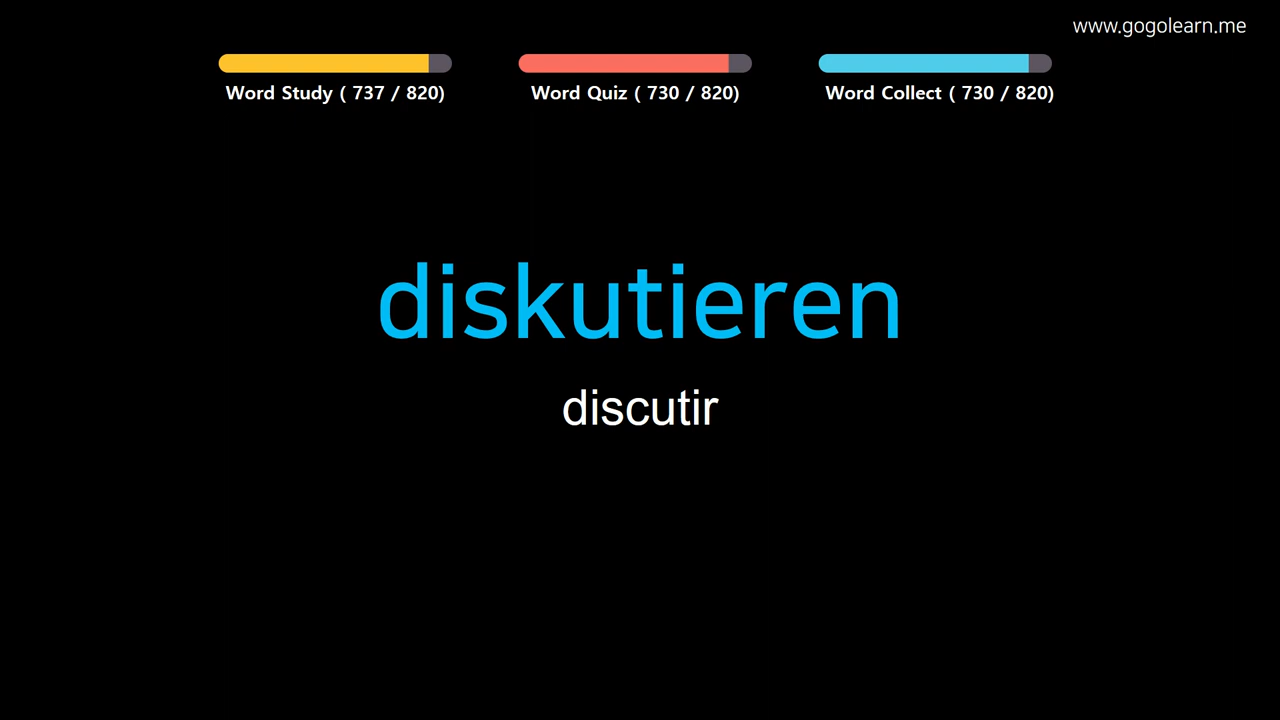 www.gogolearn.me
Word Study ( 737 / 820)
Word Quiz ( 730 / 820)
Word Collect ( 730 / 820)
diskutieren
discutir